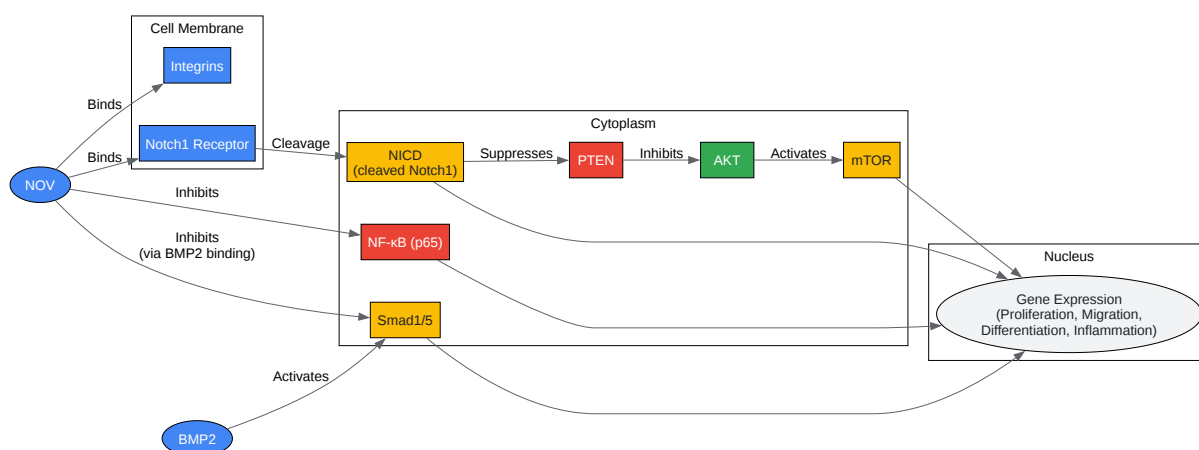 Cell Membrane
Integrins
Binds
Notch1 Receptor
Cleavage
Binds
NOV
Inhibits
Inhibits
(via BMP2 binding)
Cytoplasm
NICD
(cleaved Notch1)
Suppresses
PTEN
Inhibits
AKT
Activates
mTOR
NF-κB (p65)
Smad1/5
Activates
BMP2
Nucleus
Gene Expression
(Proliferation, Migration,
Differentiation, Inflammation)